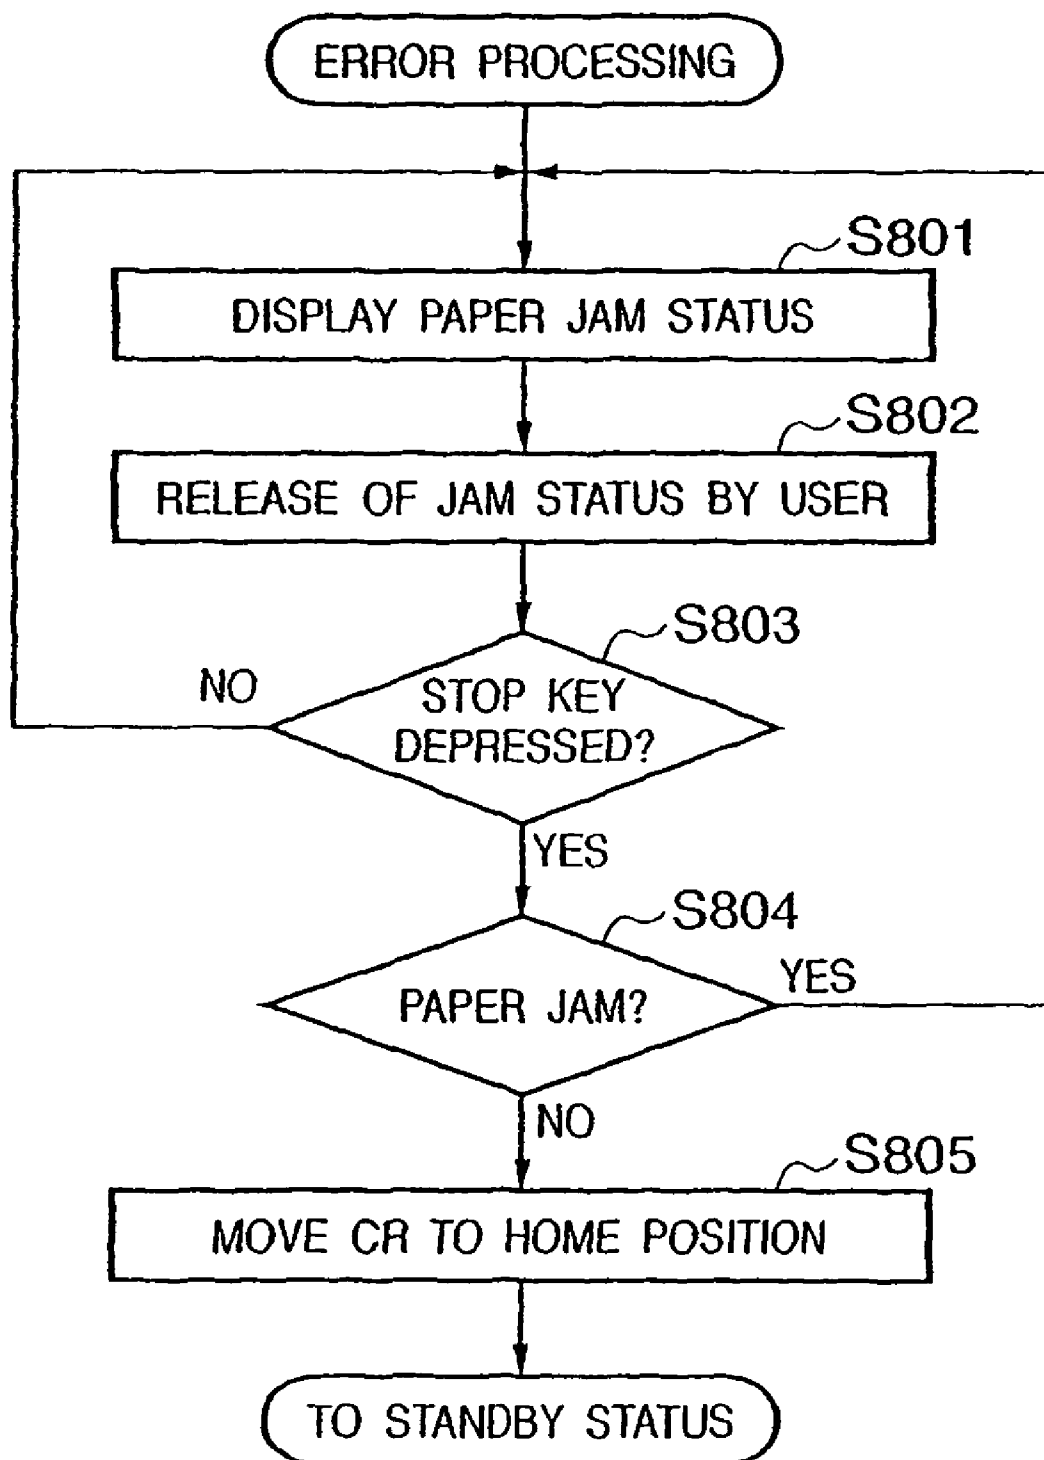 ERROR PROCESSING
S801
DISPLAY PAPER JAM STATUS
S802
RELEASE OF JAM STATUS BY USER
S803
NO
STOP KEY
DEPRESSED?
YES
S804
YES
PAPER JAM?
NO
S805
MOVE CR TO HOME POSITION
TO STANDBY STATUS